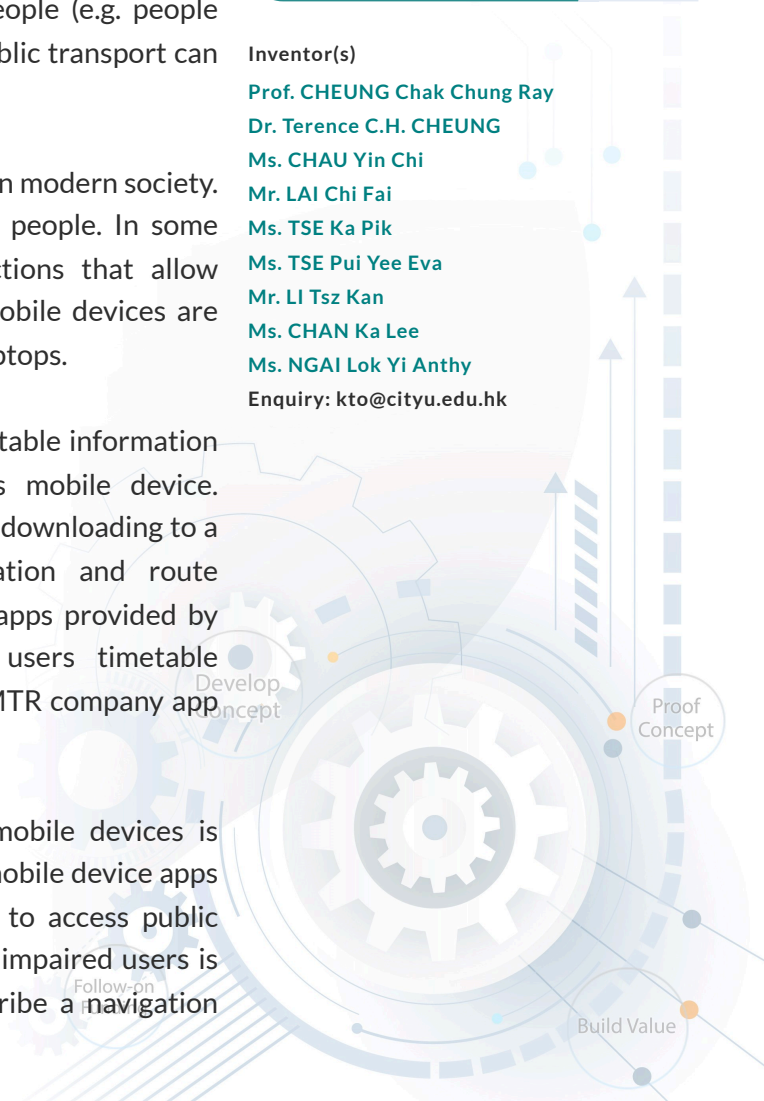 eople (e.g. people
blic transport can
n modern society.
people. In some
ctions that allow
obile devices are
ptops.
table information
s mobile device.
downloading to a
ation and route
apps provided by
users timetable
MTR company app
mobile devices is
mobile device apps
to access public
impaired users is
ribe a navigation
Inventor(s)
Prof. CHEUNG Chak Chung Ray
Dr. Terence C.H. CHEUNG
Ms. CHAU Yin Chi
Mr. LAI Chi Fai
Ms. TSE Ka Pik
Ms. TSE Pui Yee Eva
Mr. LI Tsz Kan
Ms. CHAN Ka Lee
Ms. NGAI Lok Yi Anthy
Enquiry: kto@cityu.edu.hk
Develop
Concept
Proof
Concept
Follow-on
Funding
Build Value